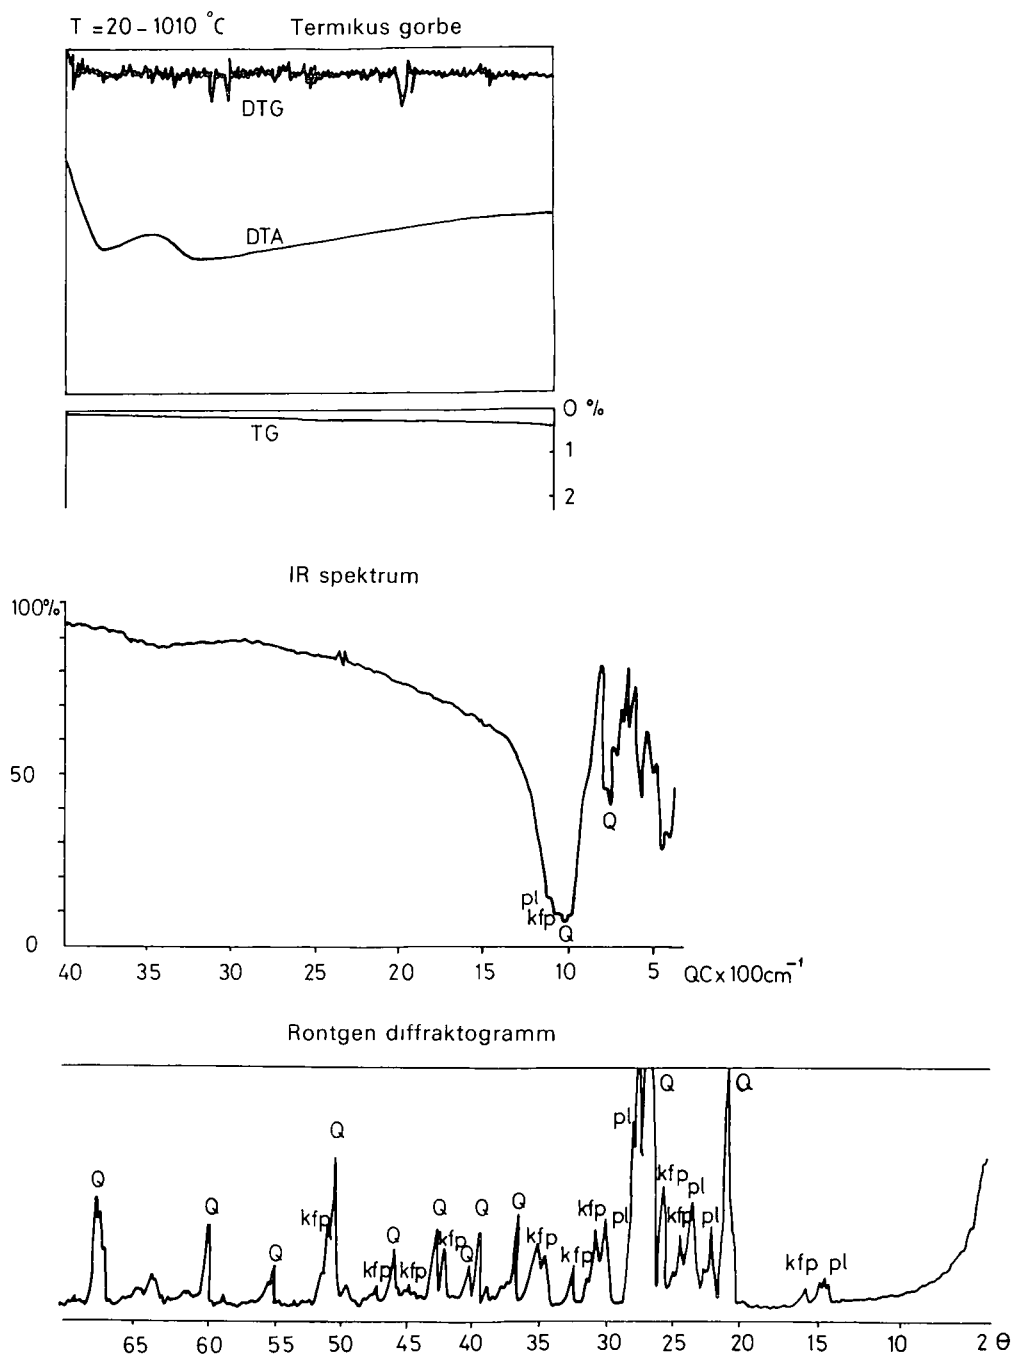 T = 20 – 1010 °C Termikus gorbe
DTG
DTA
0 %
TG
1
2
IR spektrum
100%
50
Q
pl
kfp
Q
0
40 35 30 25 20 15 10 5 QC x 100cm⁻¹
Rontgen diffraktogramm
Q Q
pl
Q
kfp
Q pl
Q Q Q Q kfp kfp pl kfp pl
Q kfp kfp kfp Q kfp kfp pl
Q kfp kfp
65 60 55 50 45 40 35 30 25 20 15 10 2 Θ